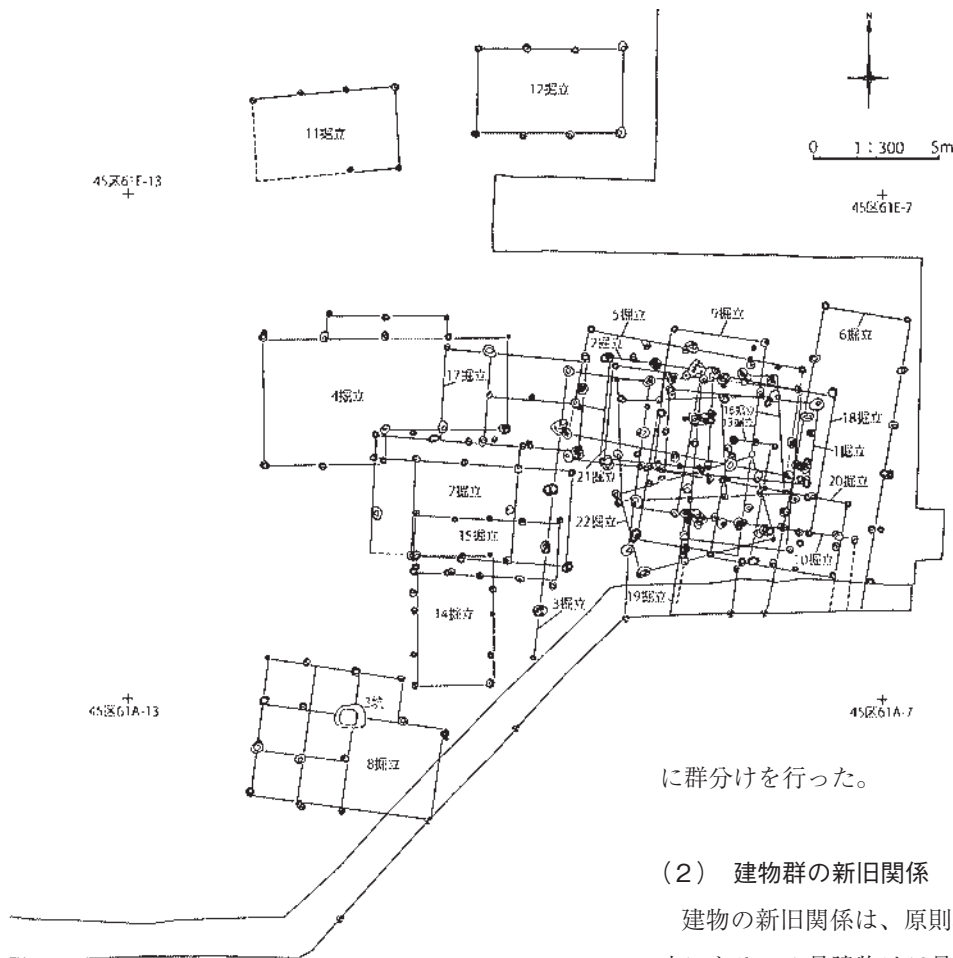 N
12掘立
11掘立
0 1：300 5m
45区61E-13
45区61E-7
5掘立
9掘立
6掘立
2掘立
17掘立
4掘立
18掘立
13掘立
1掘立
20掘立
21掘立
7掘立
22掘立
15掘立
19掘立
3掘立
14掘立
45区61A-13
45区61A-7
8掘立
に群分けを行った。
（2） 建物群の新旧関係
建物の新旧関係は、原則